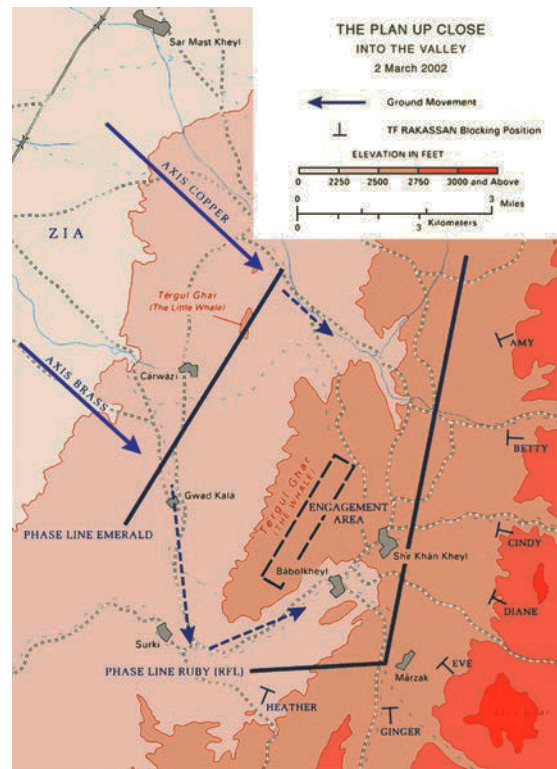 Sar Mast Kheyl
THE PLAN UP CLOSE
INTO THE VALLEY
2 March 2002
Ground Movement
TF RAKASSAN Blocking Position
ELEVATION IN FEET
0 2250 2500 2750 3000 and Above
0 3
Miles
0 3
Kilometers
AXIS COPPER
ZIA
Tergul Ghar
(The Little Whale)
AMY
Carwazi
AXIS BRASS
BETTY
Tergul Ghar
(THE WHALE)
Gwad Kala
ENGAGEMENT
AREA
PHASE LINE EMERALD
CINDY
She Khan Kheyl
Babolkheyl
DIANE
Surki
PHASE LINE RUBY (RFL)
EVE
Marzak
HEATHER
GINGER